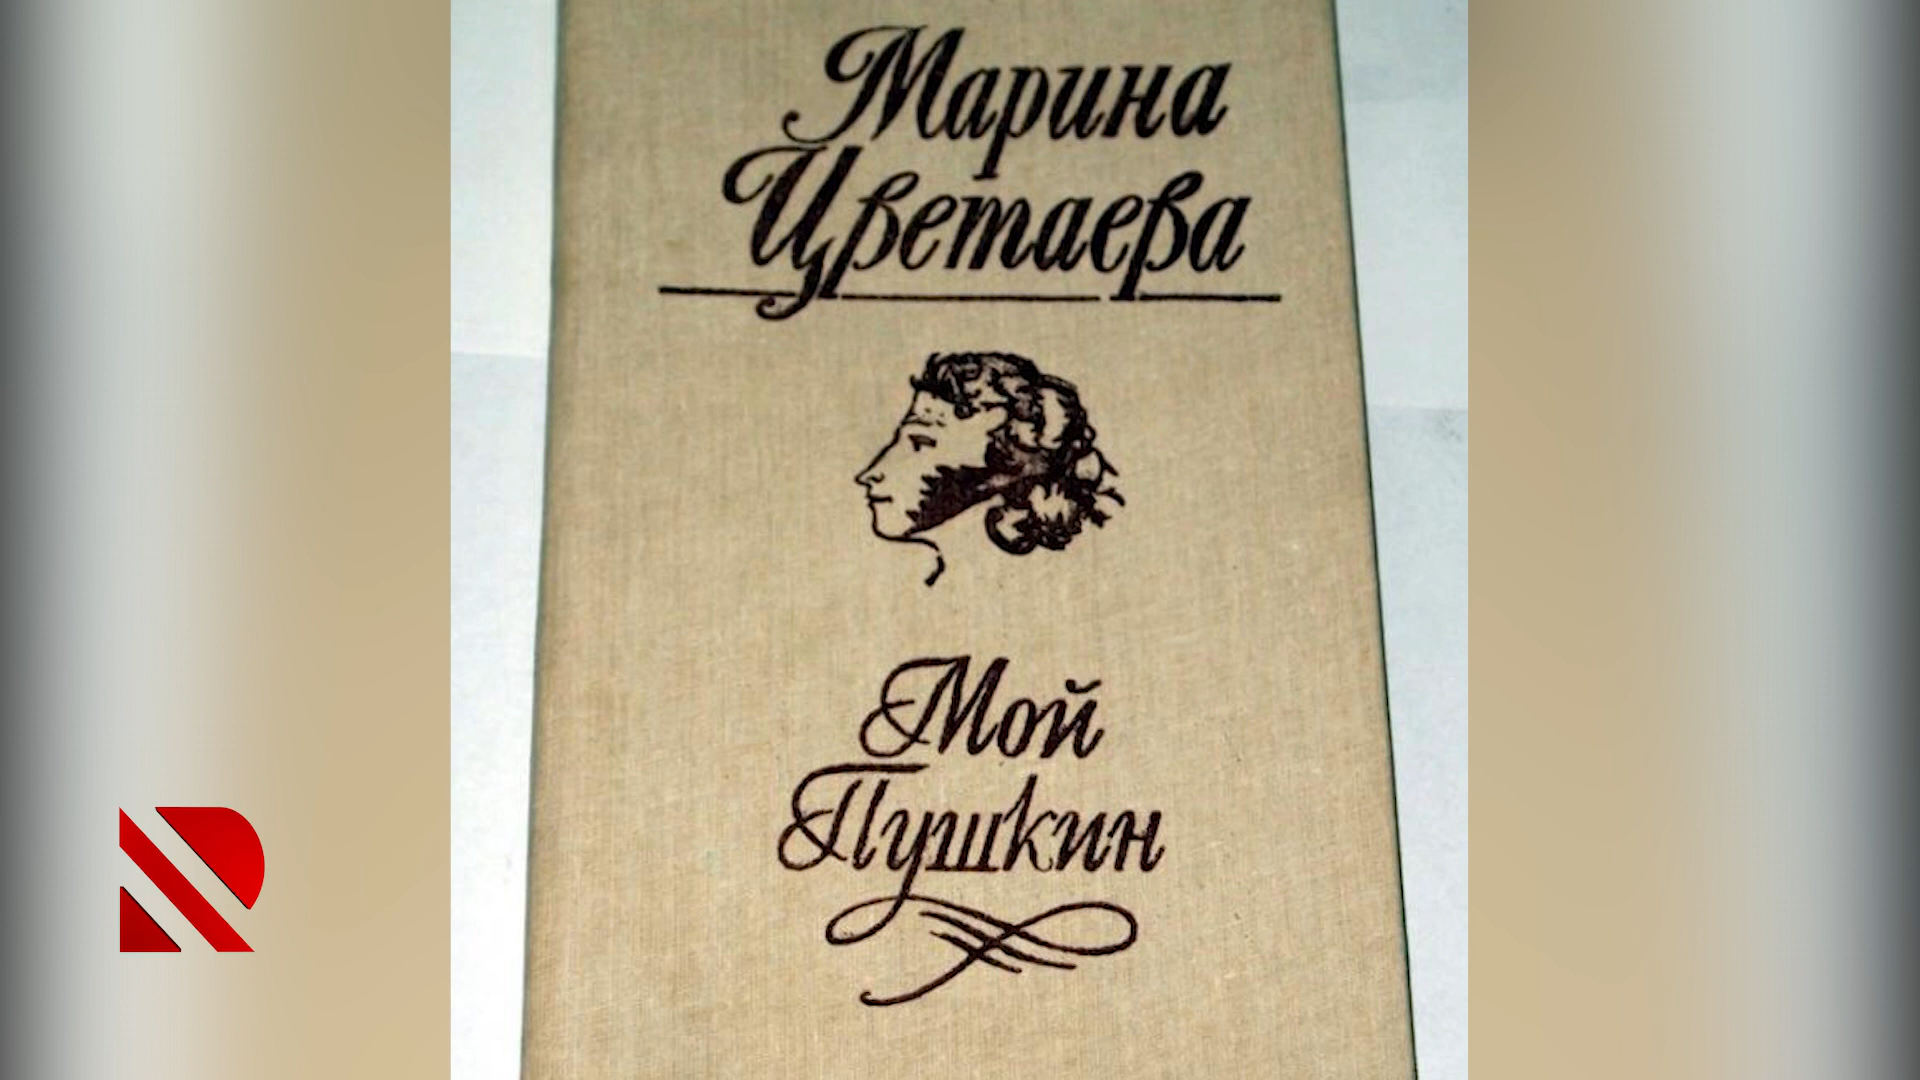 Марина
Цветаева
Мой
Пушкин